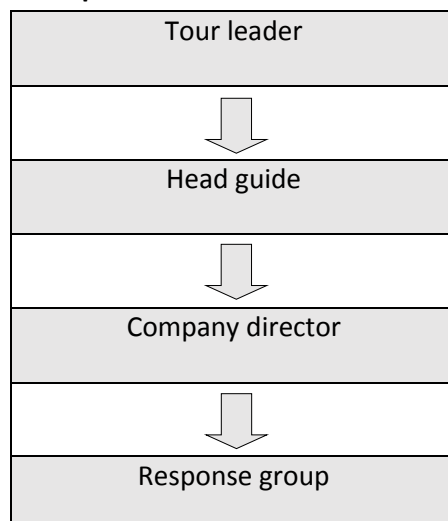 Tour leader
Head guide
Company director
Response group